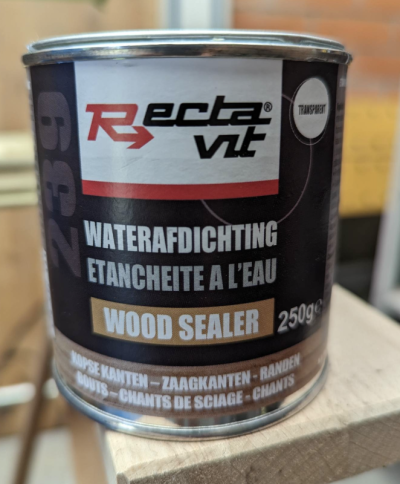 Recta
vit®
TRANSPARENT
239
WATERAFDICHTING
ETANCHEITE A L'EAU
WOOD SEALER
250g℮
KOPSE KANTEN – ZAAGKANTEN - RANDEN
BOUTS – CHANTS DE SCIAGE - CHANTS